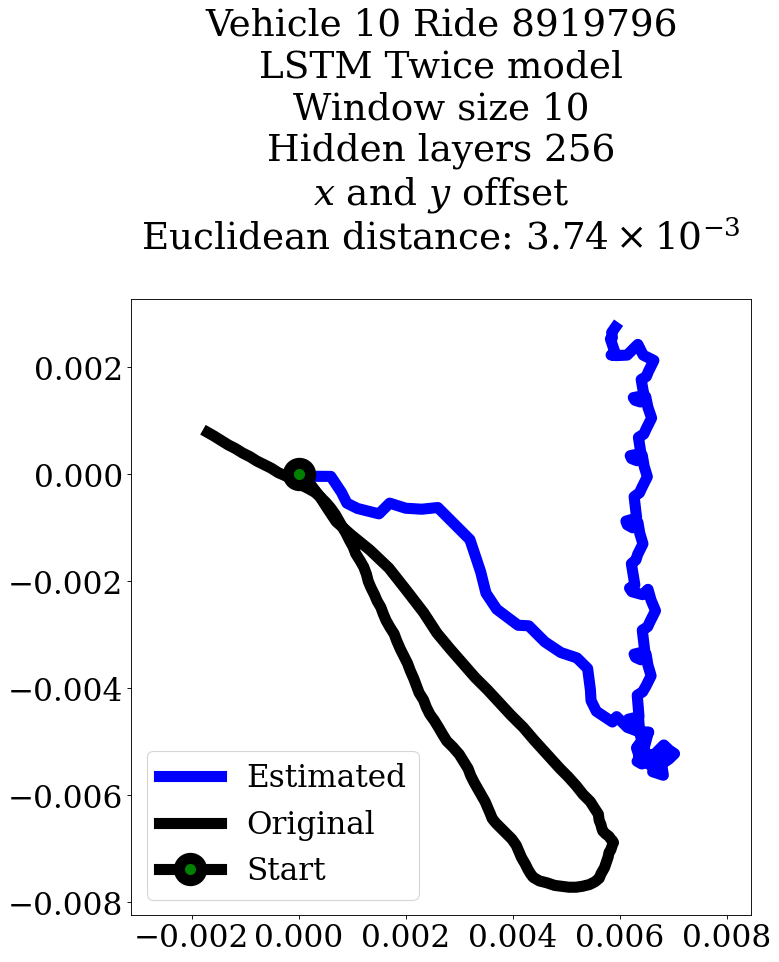 Vehicle 10 Ride 8919796
LSTM Twice model
Window size 10
Hidden layers 256
x and y offset
Euclidean distance: 3.74 × 10⁻³
0.002
0.000
−0.002
−0.004
−0.006
−0.008
Estimated
Original
Start
−0.002 0.000 0.002 0.004 0.006 0.008